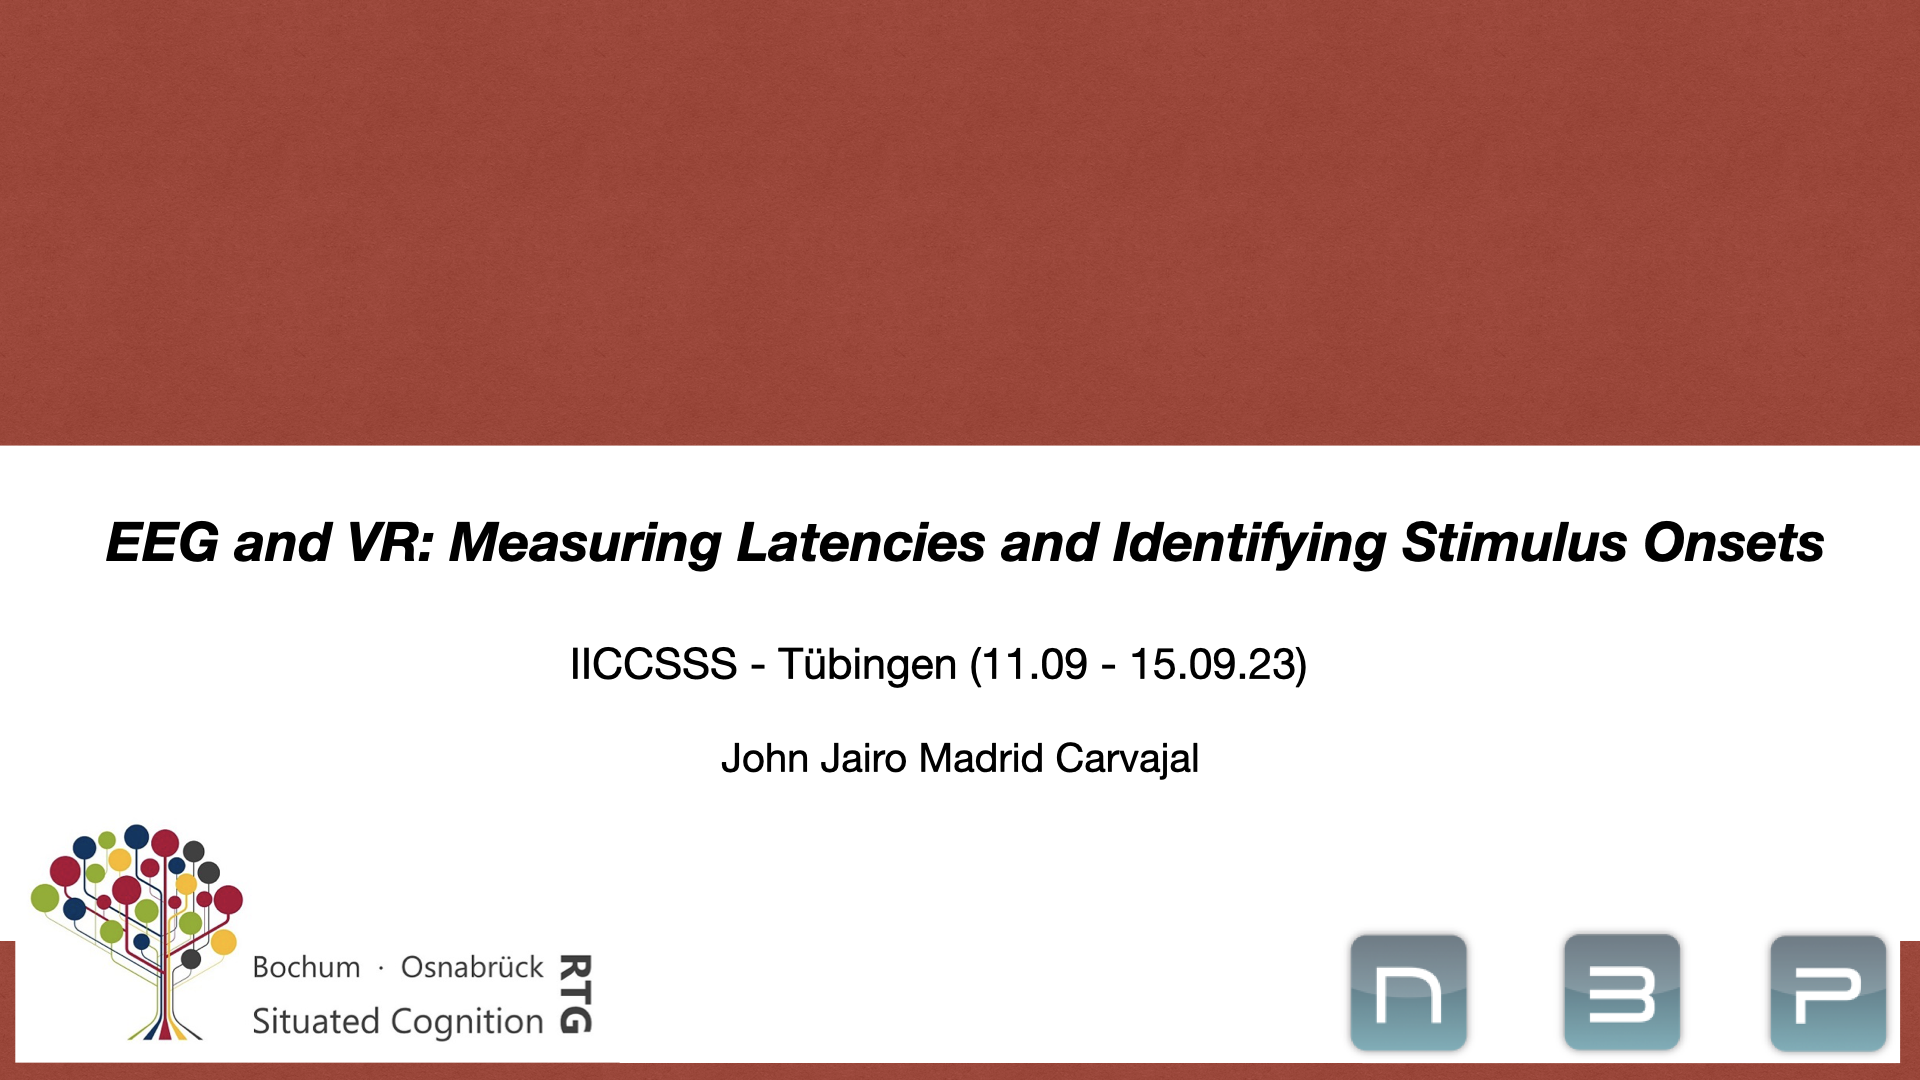 EEG and VR: Measuring Latencies and Identifying Stimulus Onsets
IICCSSS - Tübingen (11.09 - 15.09.23)
John Jairo Madrid Carvajal
Bochum · Osnabrück
Situated Cognition
RTG
n B P